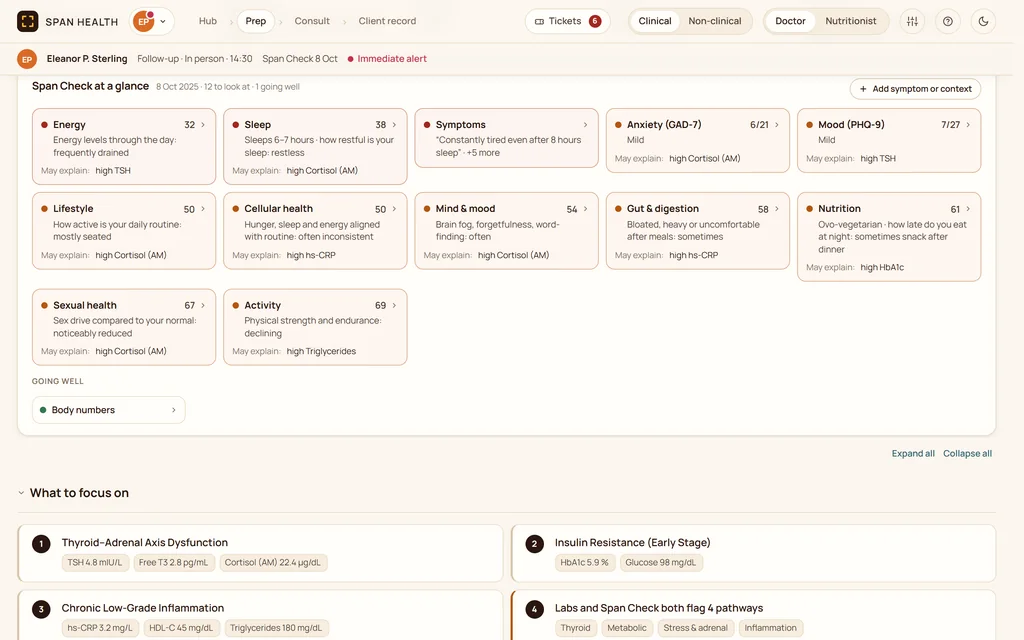 SPAN HEALTH
EP
Hub
Prep
Consult
Client record
Tickets 6
Clinical
Non-clinical
Doctor
Nutritionist
EP
Eleanor P. Sterling
Follow-up · In person · 14:30
Span Check 8 Oct
Immediate alert
Span Check at a glance
8 Oct 2025 · 12 to look at · 1 going well
+ Add symptom or context
Energy 32
Energy levels through the day:
frequently drained
May explain: high TSH
Sleep 38
Sleeps 6–7 hours · how restful is your
sleep: restless
May explain: high Cortisol (AM)
Symptoms
"Constantly tired even after 8 hours
sleep" · +5 more
Anxiety (GAD-7) 6/21
Mild
May explain: high Cortisol (AM)
Mood (PHQ-9) 7/27
Mild
May explain: high TSH
Lifestyle 50
How active is your daily routine:
mostly seated
May explain: high Cortisol (AM)
Cellular health 50
Hunger, sleep and energy aligned
with routine: often inconsistent
May explain: high hs-CRP
Mind & mood 54
Brain fog, forgetfulness, word-
finding: often
May explain: high Cortisol (AM)
Gut & digestion 58
Bloated, heavy or uncomfortable
after meals: sometimes
May explain: high hs-CRP
Nutrition 61
Ovo-vegetarian · how late do you eat
at night: sometimes snack after
dinner
May explain: high HbA1c
Sexual health 67
Sex drive compared to your normal:
noticeably reduced
May explain: high Cortisol (AM)
Activity 69
Physical strength and endurance:
declining
May explain: high Triglycerides
GOING WELL
Body numbers
Expand all
Collapse all
What to focus on
1
Thyroid–Adrenal Axis Dysfunction
TSH 4.8 mIU/L
Free T3 2.8 pg/mL
Cortisol (AM) 22.4 µg/dL
2
Insulin Resistance (Early Stage)
HbA1c 5.9 %
Glucose 98 mg/dL
3
Chronic Low-Grade Inflammation
hs-CRP 3.2 mg/L
HDL-C 45 mg/dL
Triglycerides 180 mg/dL
4
Labs and Span Check both flag 4 pathways
Thyroid
Metabolic
Stress & adrenal
Inflammation